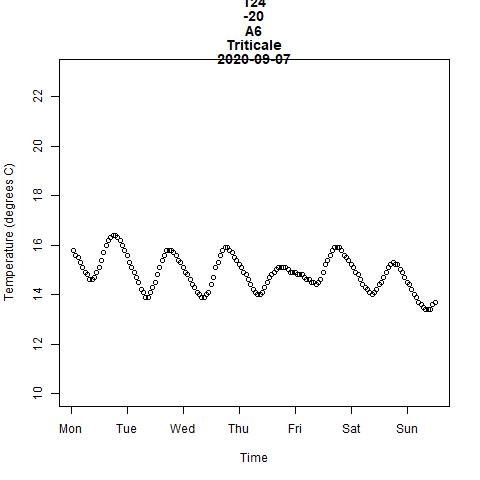 124
-20
A6
Triticale
2020-09-07
22
20
18
16
14
12
10
Temperature (degrees C)
Mon Tue Wed Thu Fri Sat Sun
Time